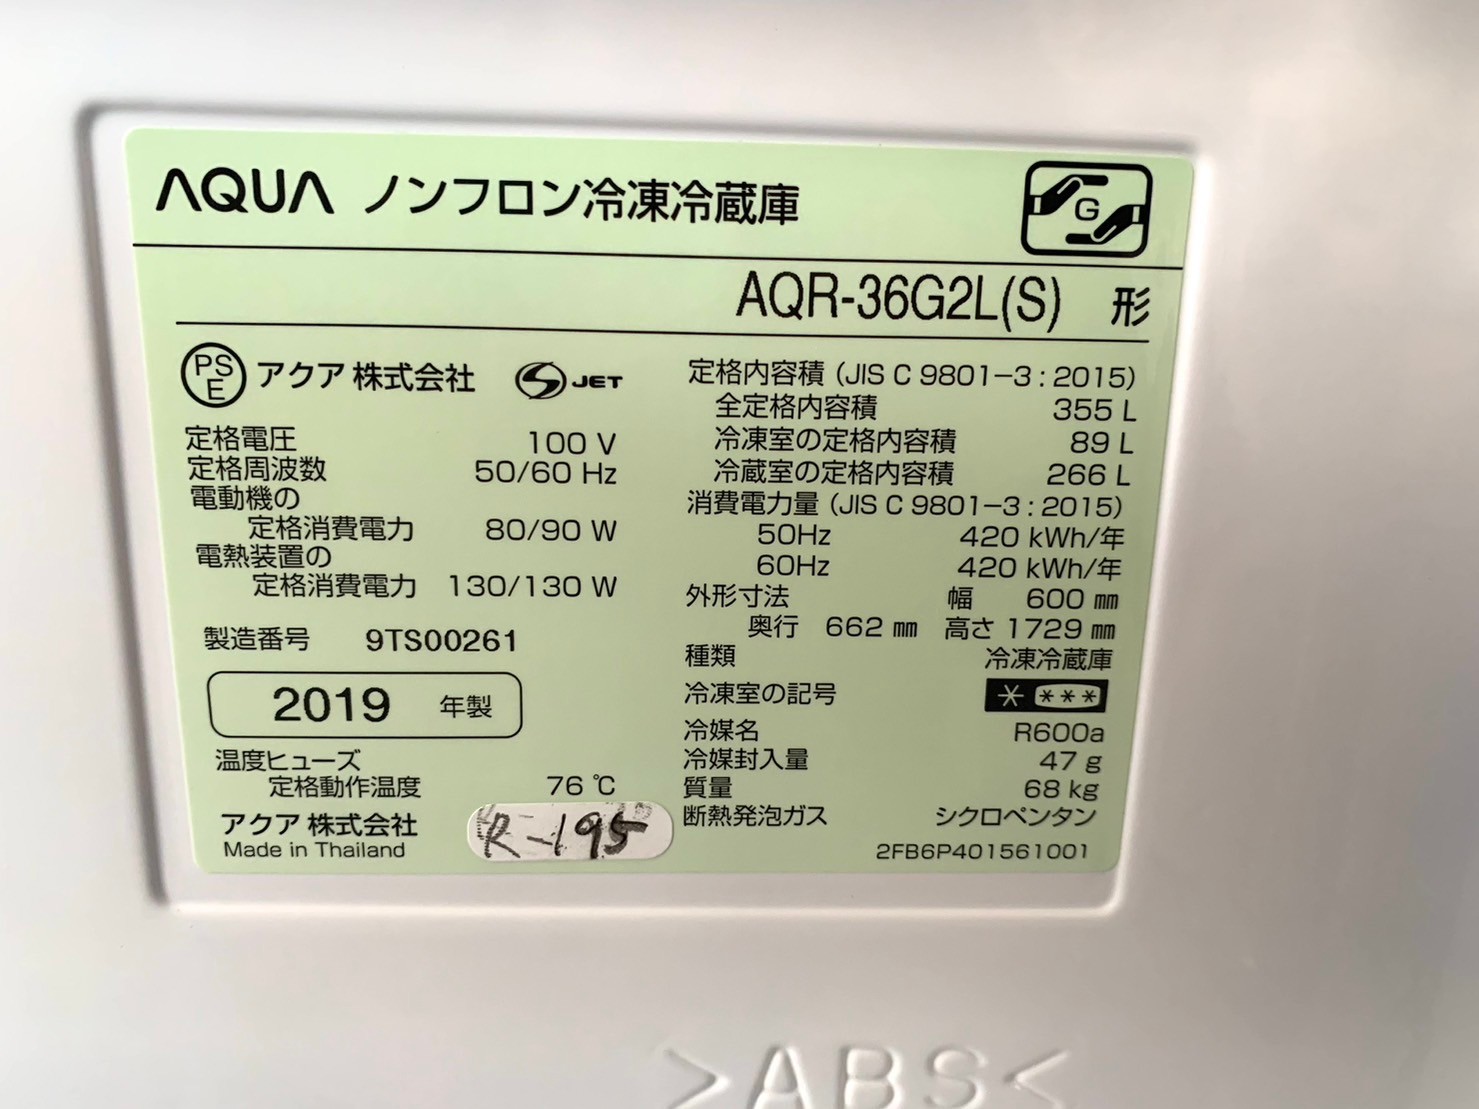 AQUA ノンフロン冷凍冷蔵庫
G
AQR-36G2L(S) 形
PS
E
アクア 株式会社
JET
定格電圧 100 V
定格周波数 50/60 Hz
電動機の
定格消費電力 80/90 W
電熱装置の
定格消費電力 130/130 W
製造番号 9TS00261
2019 年製
温度ヒューズ
定格動作温度 76 ℃
アクア 株式会社
Made in Thailand
R-195
定格内容積 (JIS C 9801-3 : 2015)
全定格内容積 355 L
冷凍室の定格内容積 89 L
冷蔵室の定格内容積 266 L
消費電力量 (JIS C 9801-3 : 2015)
50Hz 420 kWh/年
60Hz 420 kWh/年
外形寸法 幅 600 ㎜
奥行 662 ㎜ 高さ 1729 ㎜
種類 冷凍冷蔵庫
冷凍室の記号 * ***
冷媒名 R600a
冷媒封入量 47 g
質量 68 kg
断熱発泡ガス シクロペンタン
2FB6P401561001
>ABS<